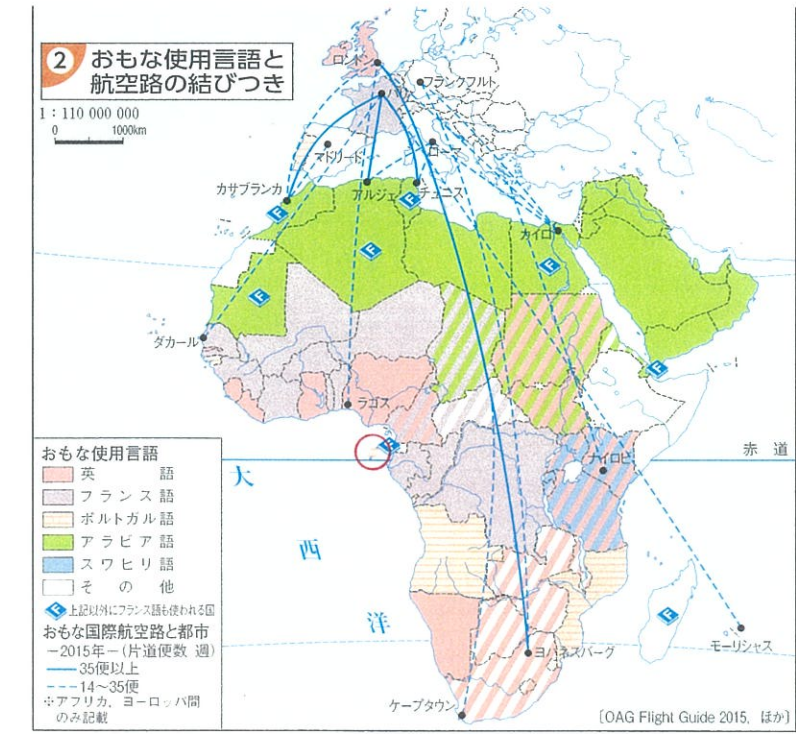 2 おもな使用言語と
航空路の結びつき
1：110 000 000
0 1000km
ロンドン
フランクフルト
パリ
マドリード
ローマ
カサブランカ
アルジェ
チュニス
F
F
カイロ
F
F
F
ダカール
F
ラゴス
F
ナイロビ
赤道
大
西
洋
F
モーリシャス
ヨハネスバーグ
ケープタウン
おもな使用言語
英語
フランス語
ポルトガル語
アラビア語
スワヒリ語
その他
F 上記以外にフランス語も使われる国
おもな国際航空路と都市
－2015年－(片道便数 週)
35便以上
14～35便
※アフリカ，ヨーロッパ間
のみ記載
〔OAG Flight Guide 2015，ほか〕